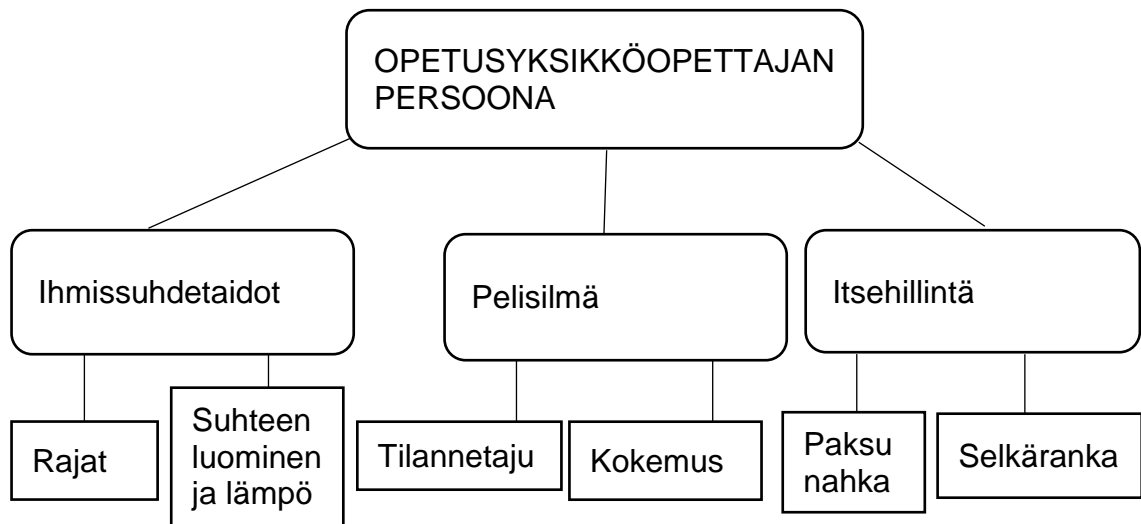 OPETUSYKSIKKÖOPETTAJAN
PERSOONA
Ihmissuhdetaidot
Pelisilmä
Itsehillintä
Rajat
Suhteen
luominen
ja lämpö
Tilannetaju
Kokemus
Paksu
nahka
Selkäranka